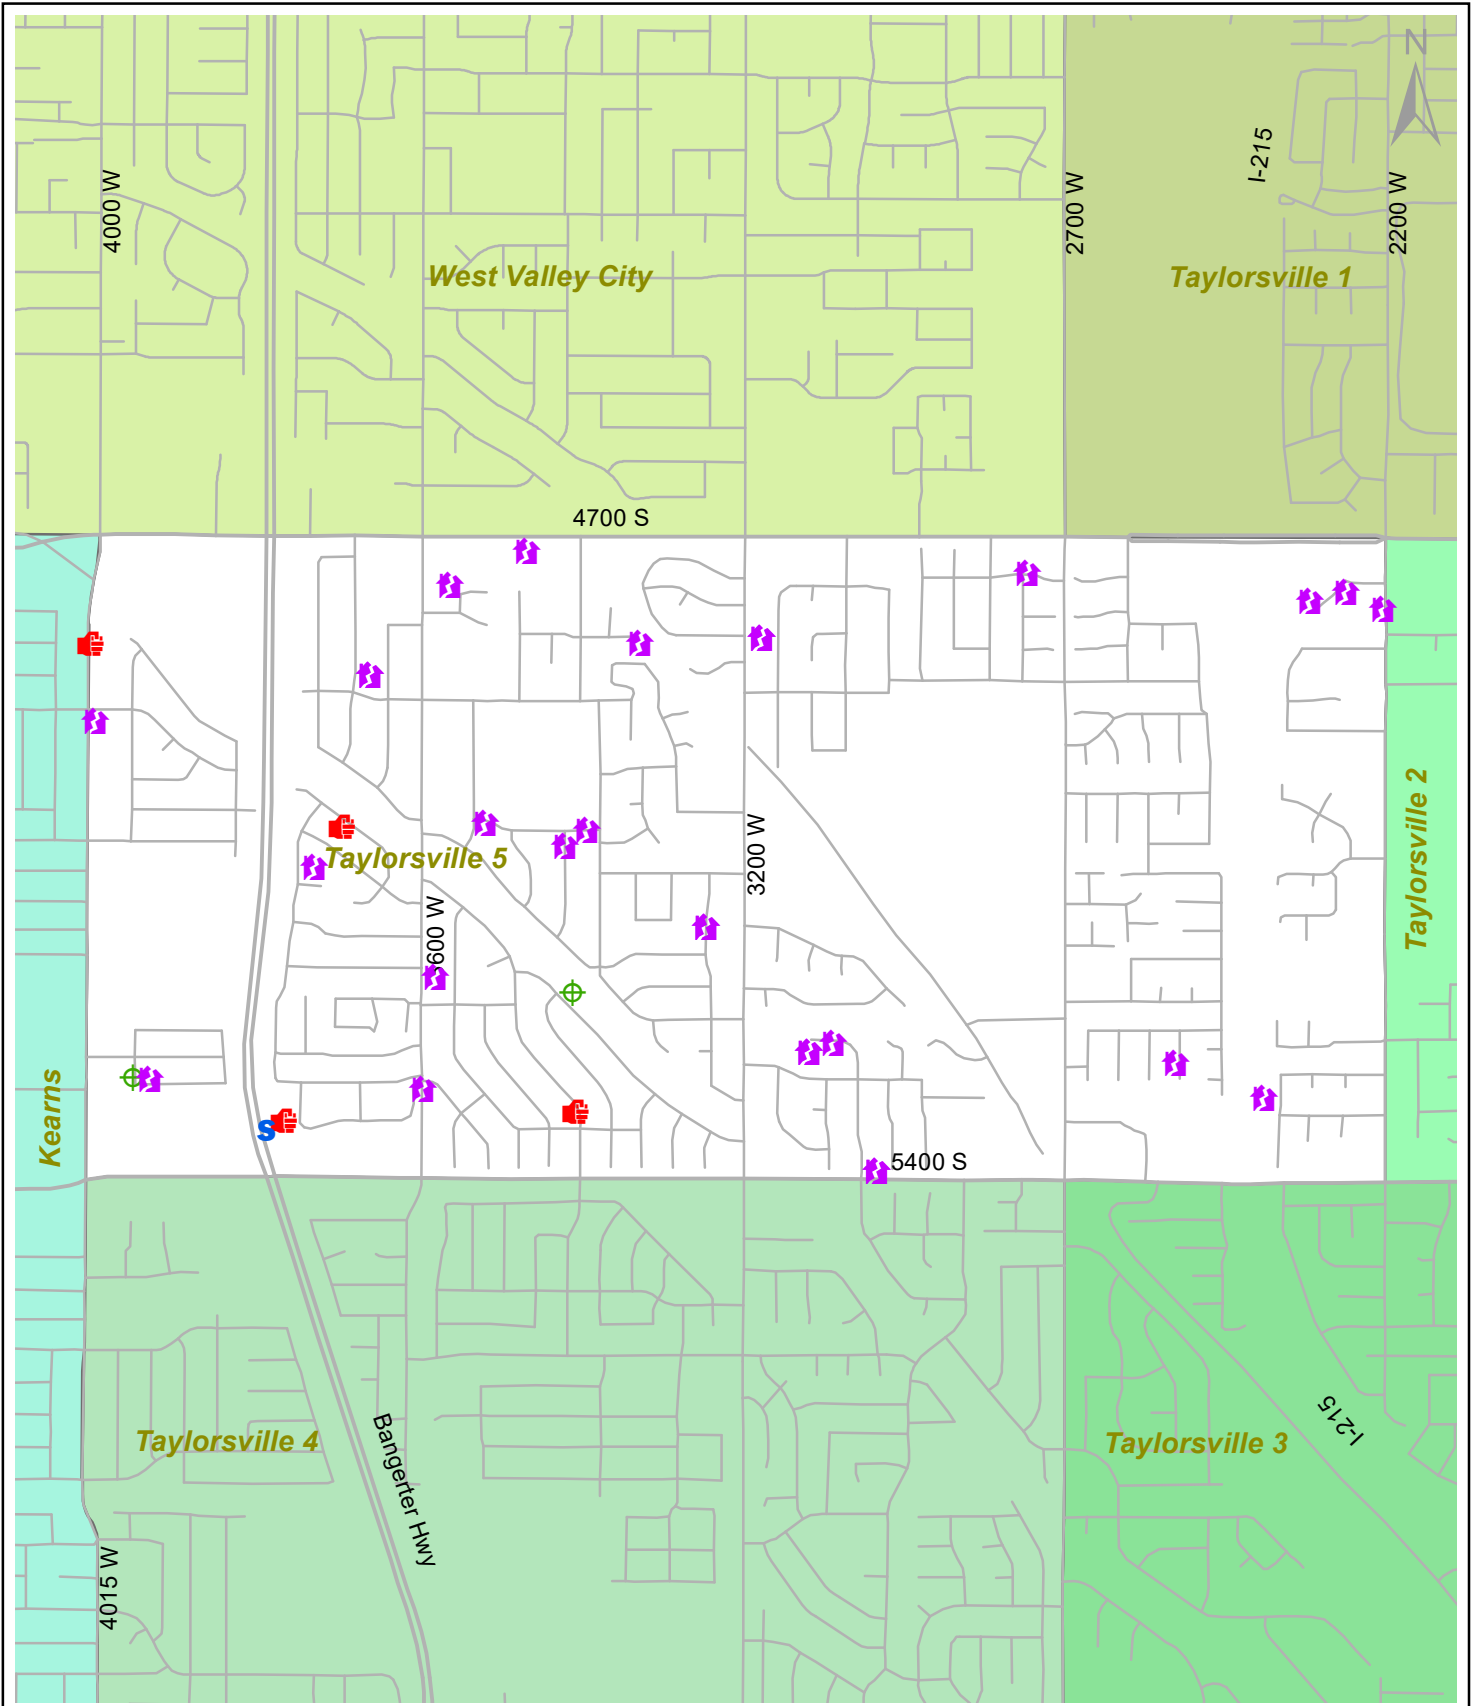 N
I-215
4000 W
2700 W
2200 W
West Valley City
Taylorsville 1
4700 S
Taylorsville 2
3200 W
Taylorsville 5
600 W
Kearns
S
5400 S
Bangerter Hwy
I-215
Taylorsville 4
Taylorsville 3
4015 W